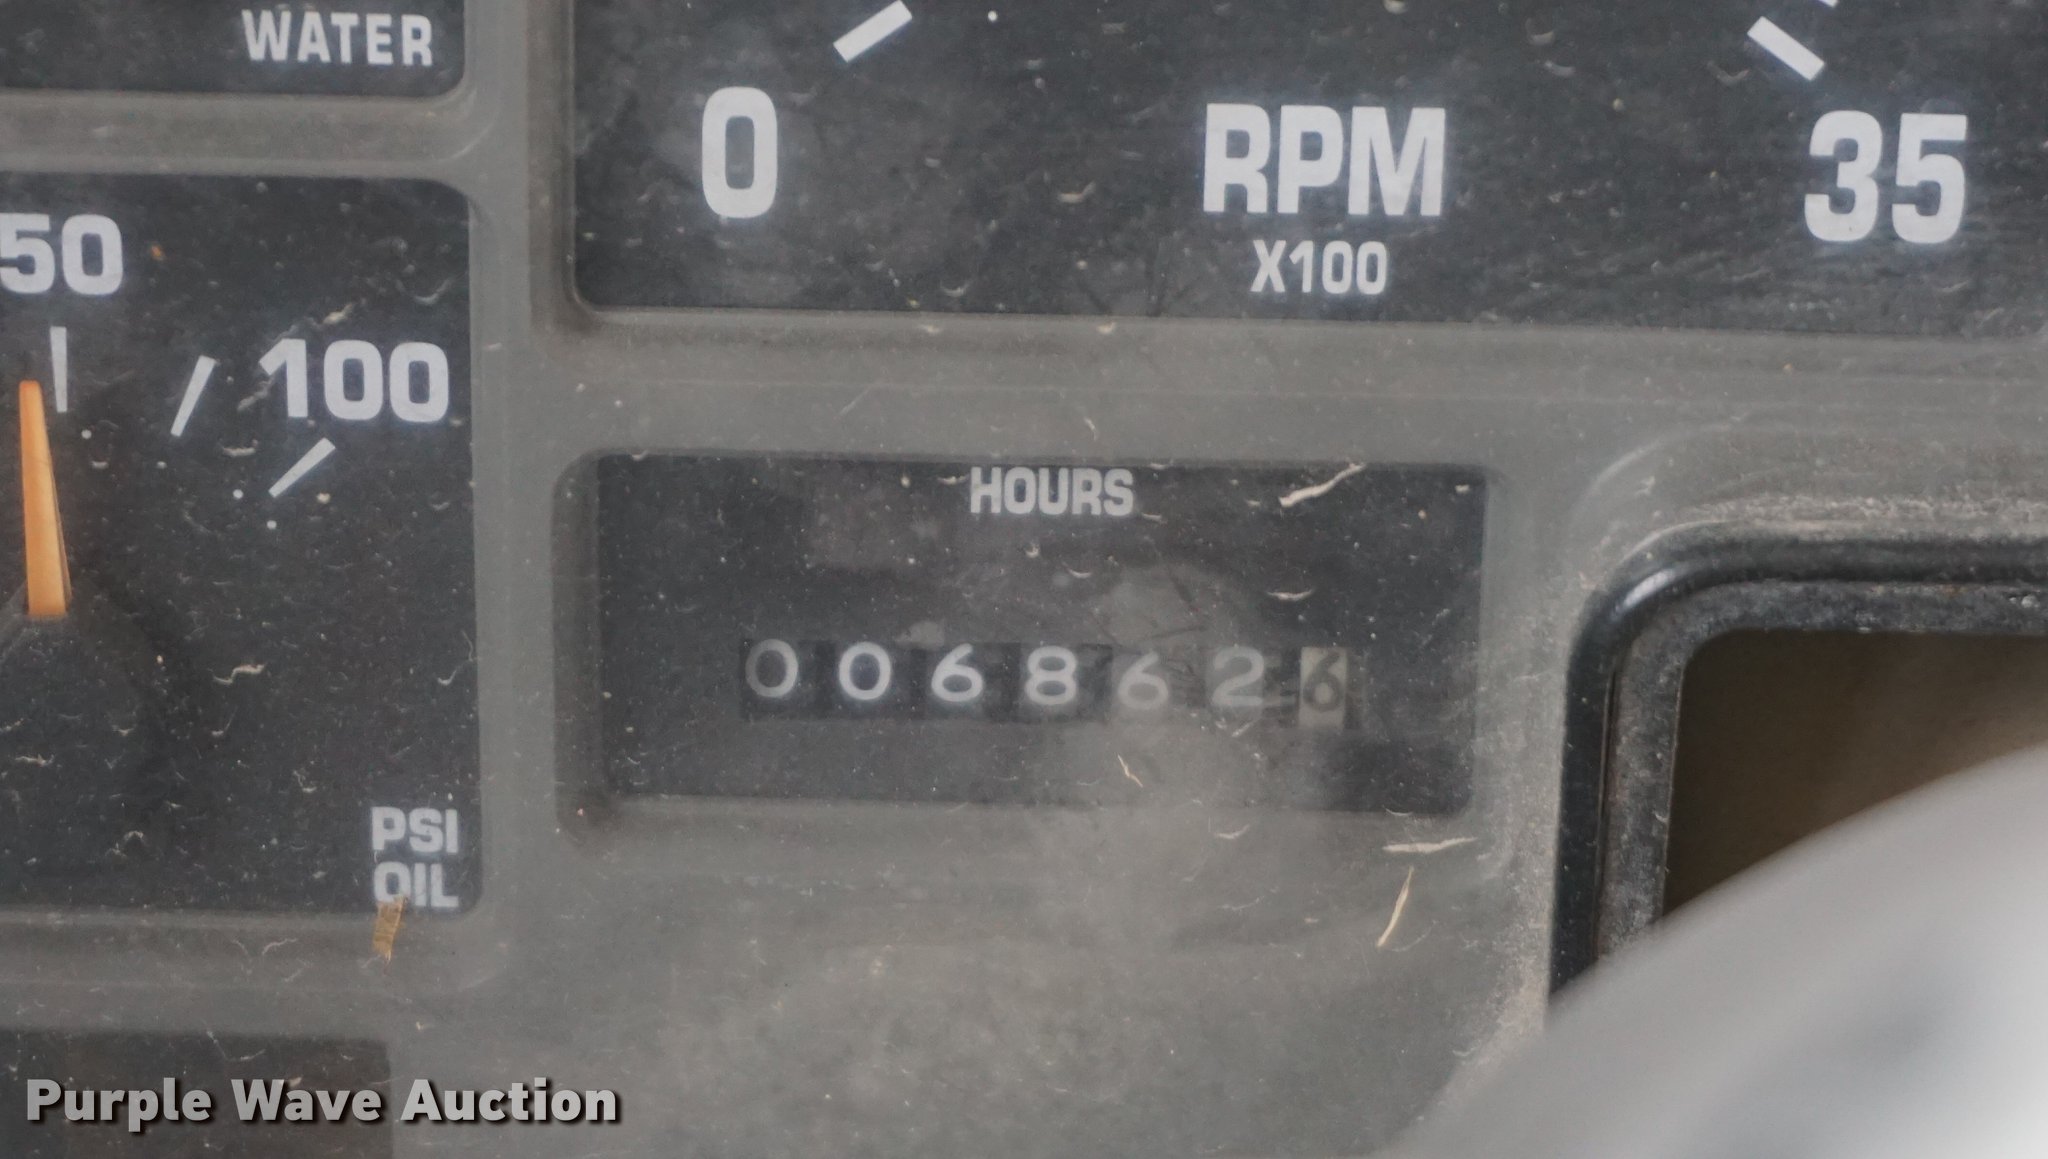 WATER
0
RPM
X100
35
50
100
PSI
OIL
HOURS
0068626
Purple Wave Auction